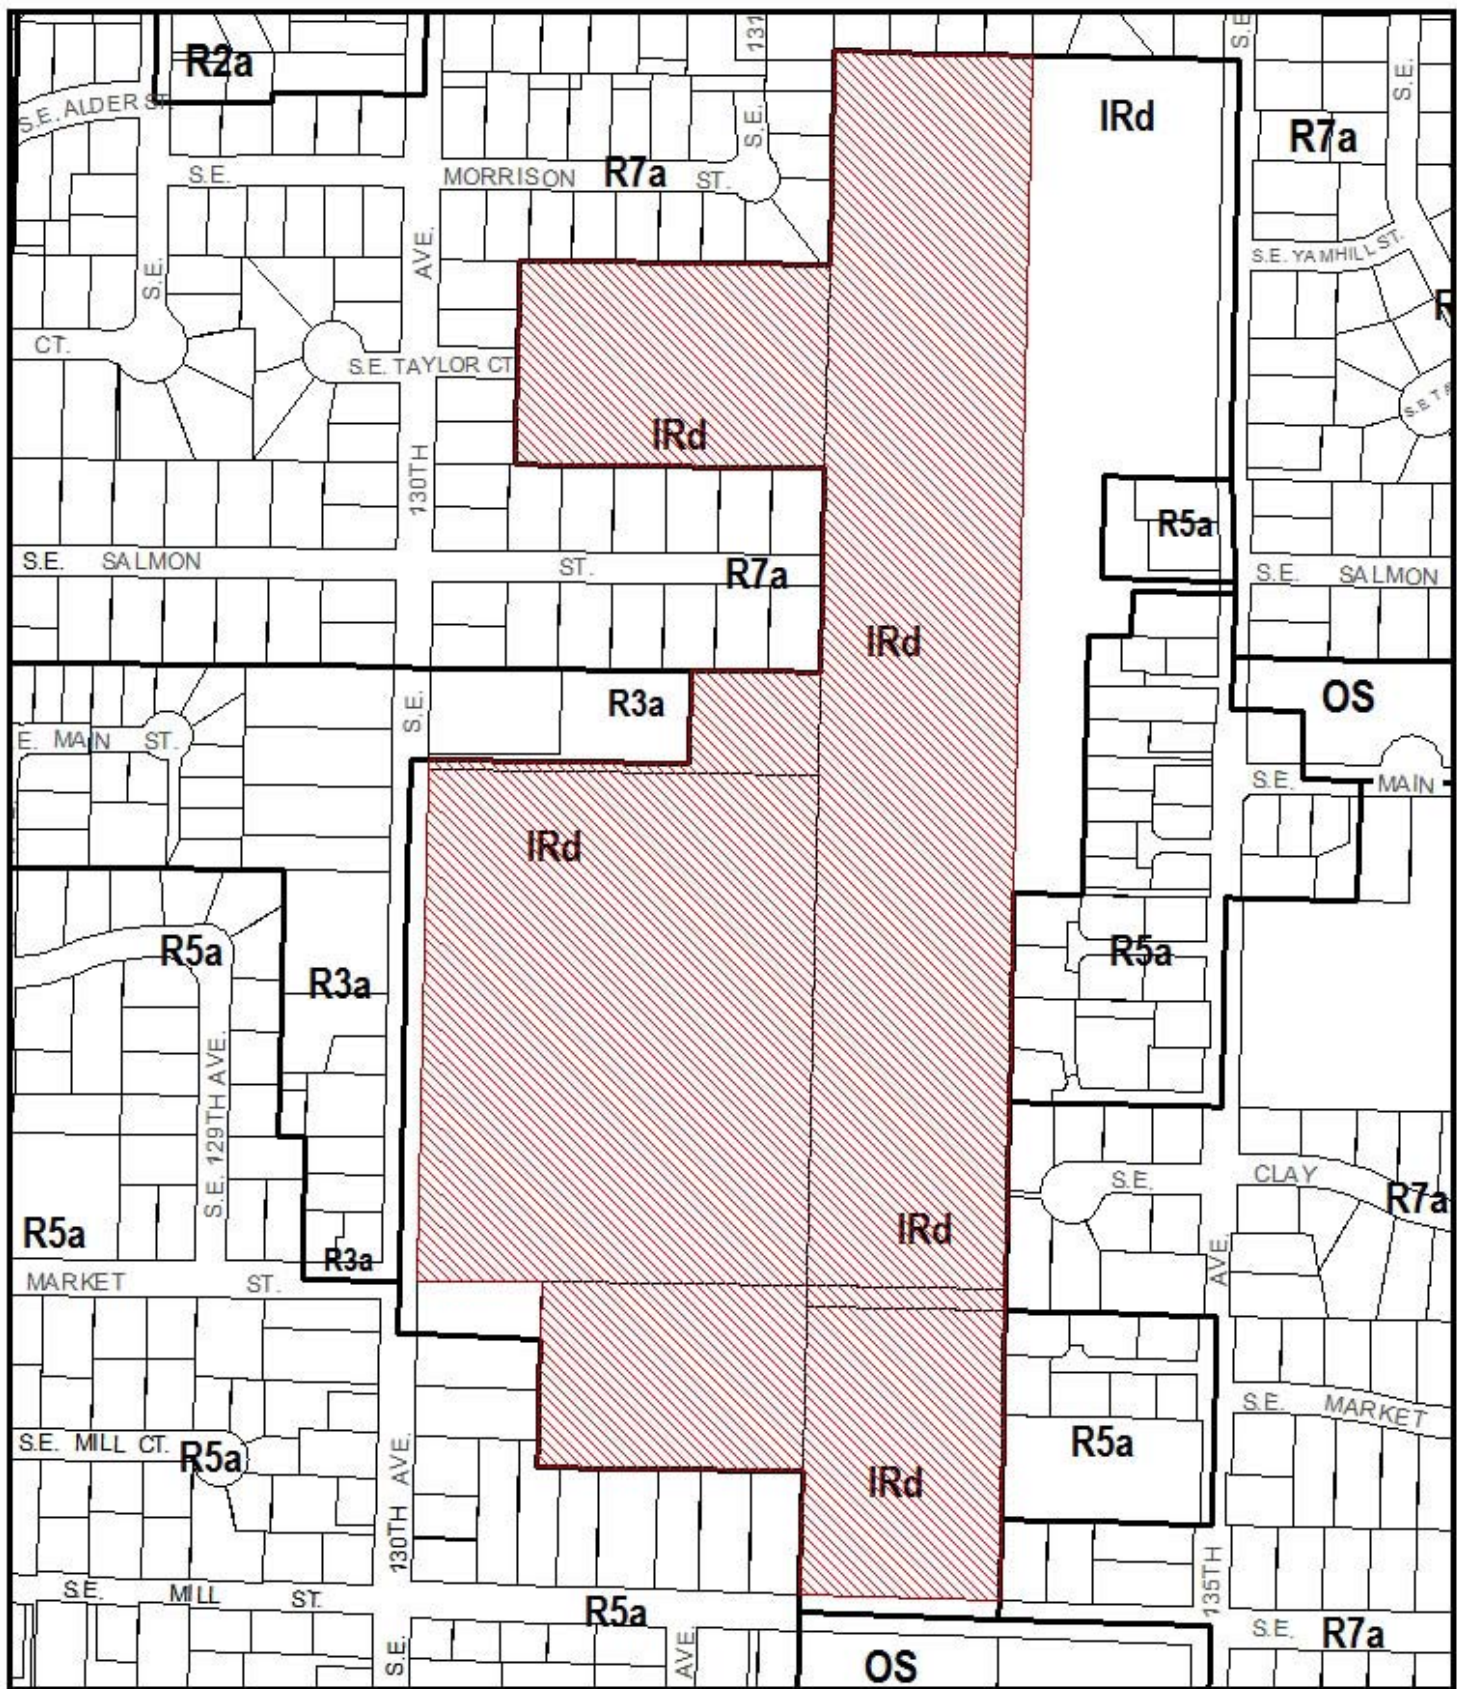 131
S.E.
R2a
S.E. ALDER ST.
IRd
R7a
S.E.
S.E.
S.E.
MORRISON R7a ST.
S.E. YAMHILL ST.
AVE.
S.E.
CT.
S.E. TAYLOR CT
IRd
130TH
R5a
S.E. SALMON ST. R7a
S.E. SALMON
IRd
R3a
S.E.
OS
E. MAIN ST.
S.E. MAIN
IRd
R5a
R3a
R5a
S.E. 129TH AVE.
S.E. CLAY
R7a
R5a
IRd
R3a
AVE.
MARKET ST.
S.E. MARKET
S.E. MILL CT. R5a
130TH AVE.
R5a
IRd
135TH
S.E. MILL ST. R5a
S.E. R7a
S.E.
AVE.
OS